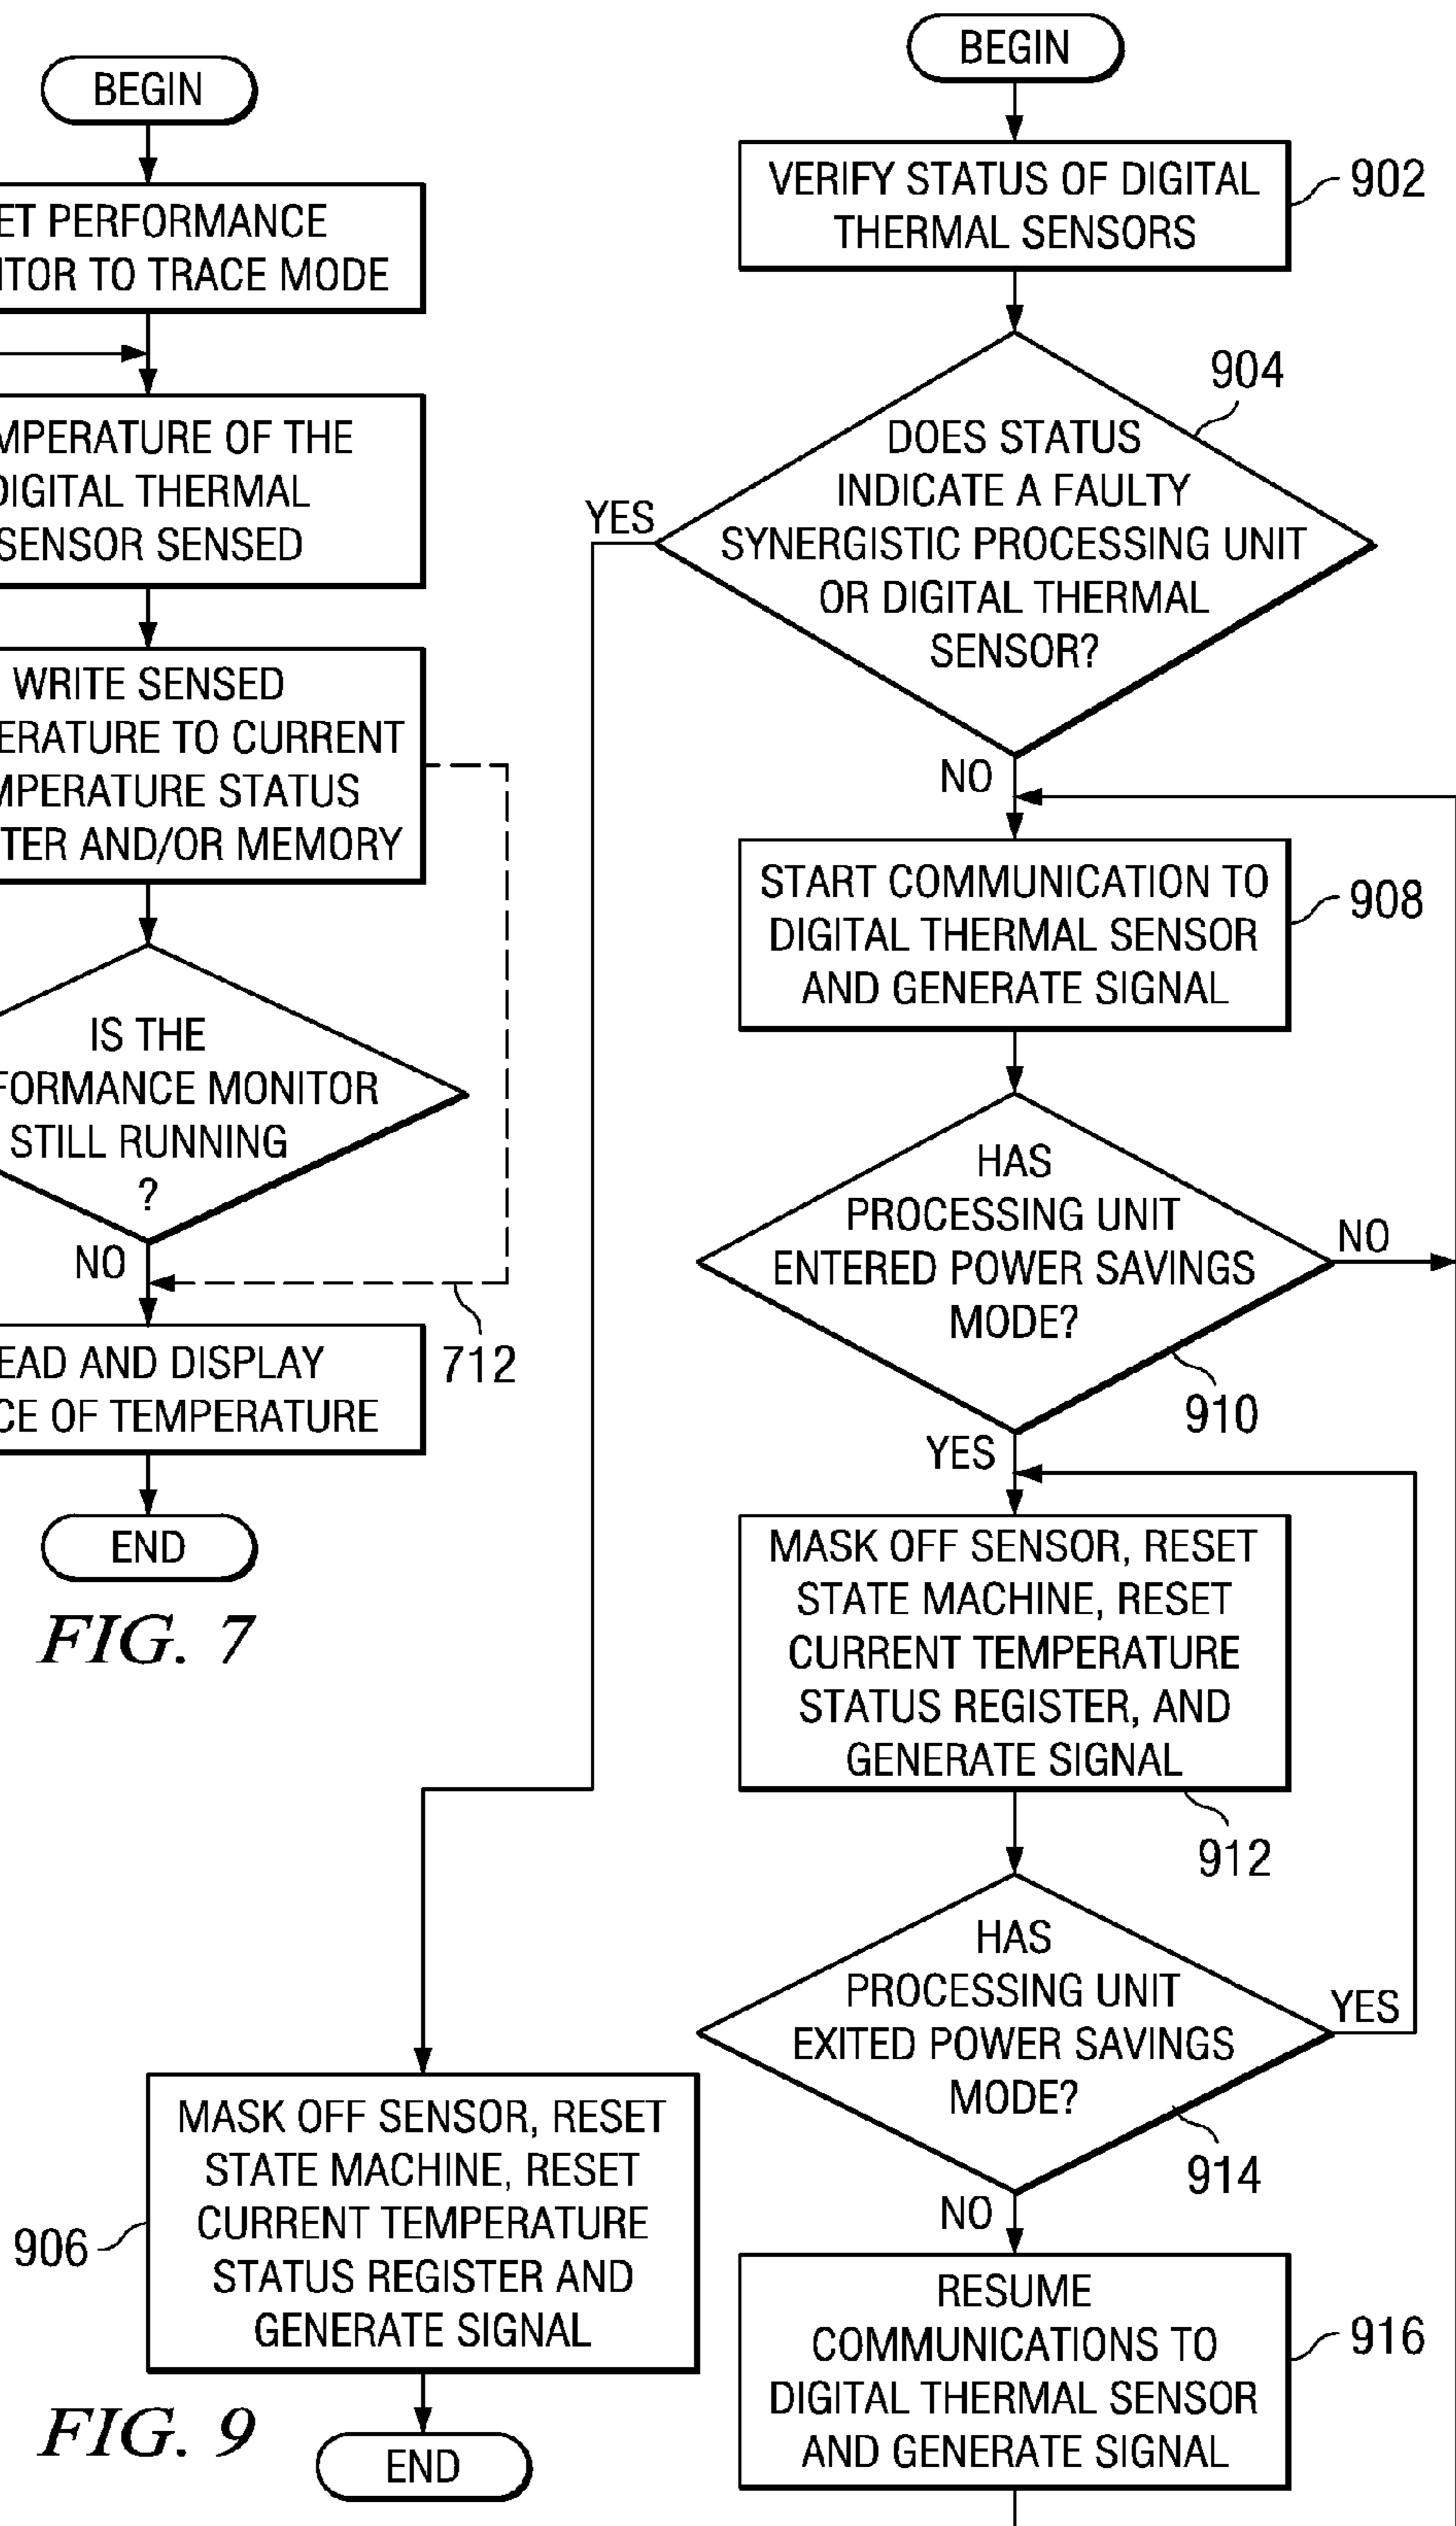 BEGIN
ET PERFORMANCE
ITOR TO TRACE MODE
MPERATURE OF THE
DIGITAL THERMAL
SENSOR SENSED
WRITE SENSED
ERATURE TO CURRENT
MPERATURE STATUS
TER AND/OR MEMORY
IS THE
FORMANCE MONITOR
STILL RUNNING
?
NO
712
EAD AND DISPLAY
CE OF TEMPERATURE
END
FIG. 7
BEGIN
VERIFY STATUS OF DIGITAL
THERMAL SENSORS
902
904
DOES STATUS
INDICATE A FAULTY
SYNERGISTIC PROCESSING UNIT
OR DIGITAL THERMAL
SENSOR?
YES
NO
START COMMUNICATION TO
DIGITAL THERMAL SENSOR
AND GENERATE SIGNAL
908
HAS
PROCESSING UNIT
ENTERED POWER SAVINGS
MODE?
NO
910
YES
MASK OFF SENSOR, RESET
STATE MACHINE, RESET
CURRENT TEMPERATURE
STATUS REGISTER, AND
GENERATE SIGNAL
912
HAS
PROCESSING UNIT
EXITED POWER SAVINGS
MODE?
YES
914
NO
RESUME
COMMUNICATIONS TO
DIGITAL THERMAL SENSOR
AND GENERATE SIGNAL
916
MASK OFF SENSOR, RESET
STATE MACHINE, RESET
CURRENT TEMPERATURE
STATUS REGISTER AND
GENERATE SIGNAL
906
END
FIG. 9